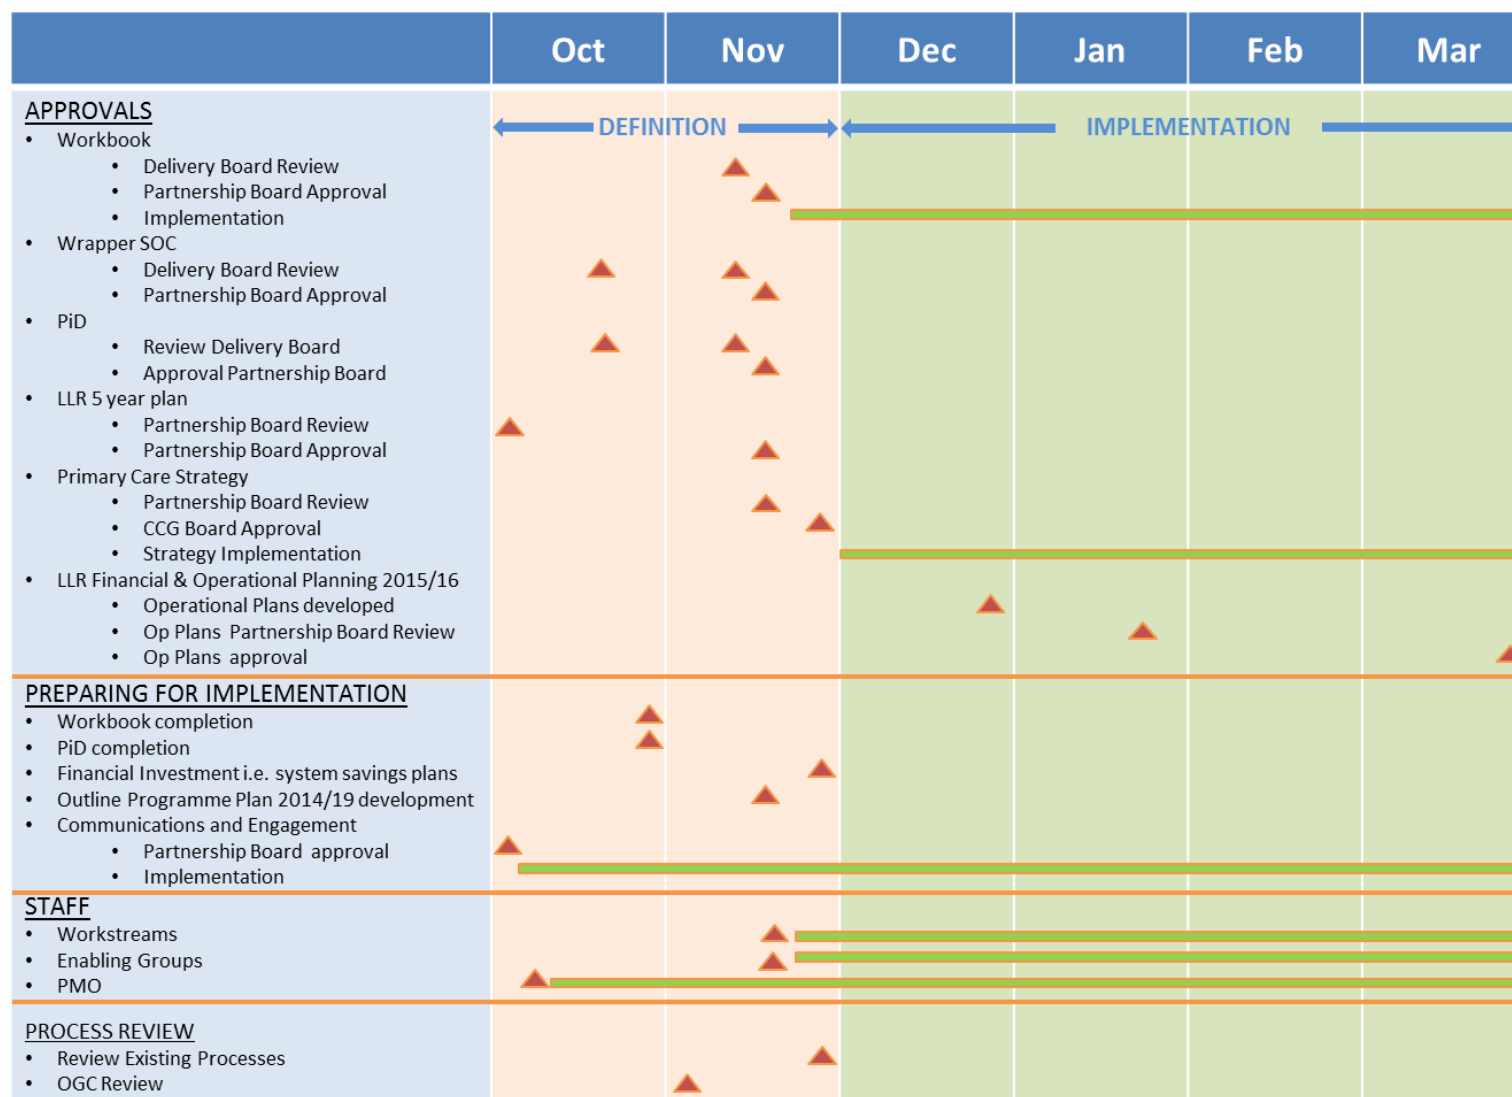 Oct Nov Dec Jan Feb Mar
APPROVALS
DEFINITION IMPLEMENTATION
• Workbook
• Delivery Board Review
• Partnership Board Approval
• Implementation
• Wrapper SOC
• Delivery Board Review
• Partnership Board Approval
• PiD
• Review Delivery Board
• Approval Partnership Board
• LLR 5 year plan
• Partnership Board Review
• Partnership Board Approval
• Primary Care Strategy
• Partnership Board Review
• CCG Board Approval
• Strategy Implementation
• LLR Financial & Operational Planning 2015/16
• Operational Plans developed
• Op Plans Partnership Board Review
• Op Plans approval
PREPARING FOR IMPLEMENTATION
• Workbook completion
• PiD completion
• Financial Investment i.e. system savings plans
• Outline Programme Plan 2014/19 development
• Communications and Engagement
• Partnership Board approval
• Implementation
STAFF
• Workstreams
• Enabling Groups
• PMO
PROCESS REVIEW
• Review Existing Processes
• OGC Review